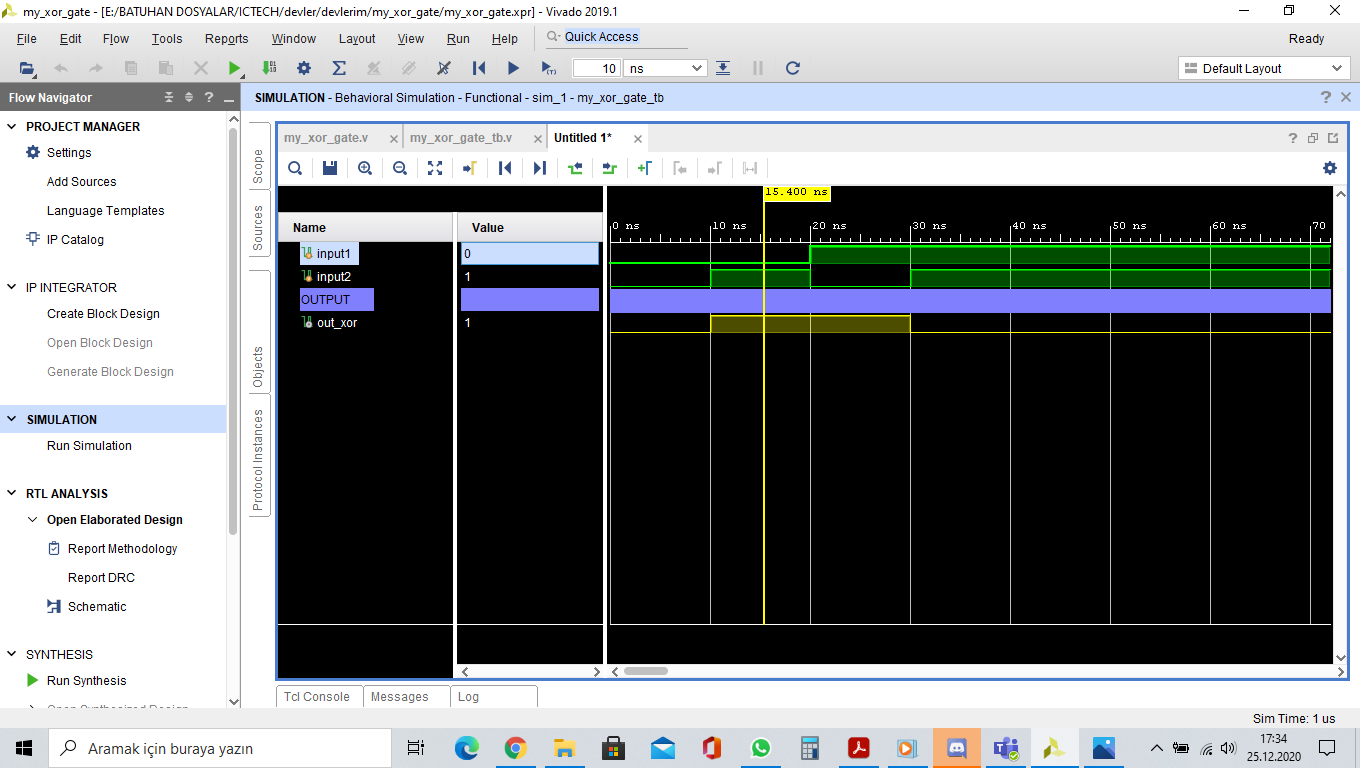 my_xor_gate - [E:/BATUHAN DOSYALAR/ICTECH/devler/devlerim/my_xor_gate/my_xor_gate.xpr] - Vivado 2019.1
File Edit Flow Tools Reports Window Layout View Run Help Quick Access Ready
10 ns Default Layout
Flow Navigator
SIMULATION - Behavioral Simulation - Functional - sim_1 - my_xor_gate_tb
PROJECT MANAGER
Settings
Add Sources
Language Templates
IP Catalog
IP INTEGRATOR
Create Block Design
Open Block Design
Generate Block Design
SIMULATION
Run Simulation
RTL ANALYSIS
Open Elaborated Design
Report Methodology
Report DRC
Schematic
SYNTHESIS
Run Synthesis
Open Synthesized Design
Scope
Sources
Objects
Protocol Instances
my_xor_gate.v my_xor_gate_tb.v Untitled 1*
15.400 ns
Name Value 0 ns 10 ns 20 ns 30 ns 40 ns 50 ns 60 ns 70
input1 0
input2 1
OUTPUT
out_xor 1
Tcl Console Messages Log
Sim Time: 1 us
Aramak için buraya yazın
17:34
25.12.2020